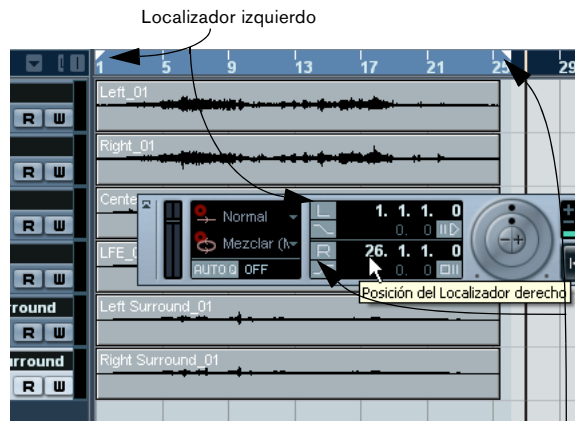 Localizador izquierdo
1 5 9 13 17 21 25 29
Left_01
R W
Right_01
R W
Cente
Normal
L 1. 1. 1. 0
0. 0
R W
Mezclar (M
LFE_0
R 26. 1. 1. 0
AUTO Q OFF
0. 0
R W
Posición del Localizador derecho
round
Left Surround_01
R W
rround
Right Surround_01
R W